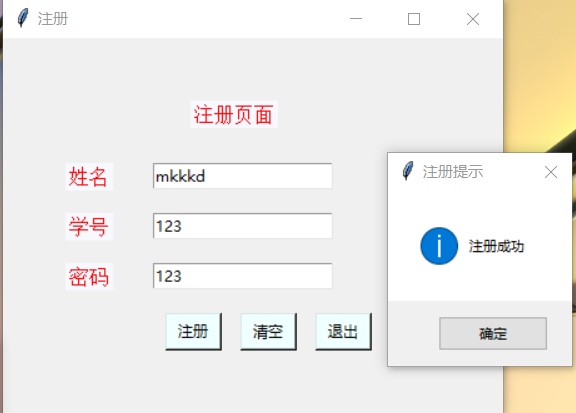 注册
注册页面
姓名 mkkkd
学号 123
密码 123
注册 清空 退出
注册提示
注册成功
确定